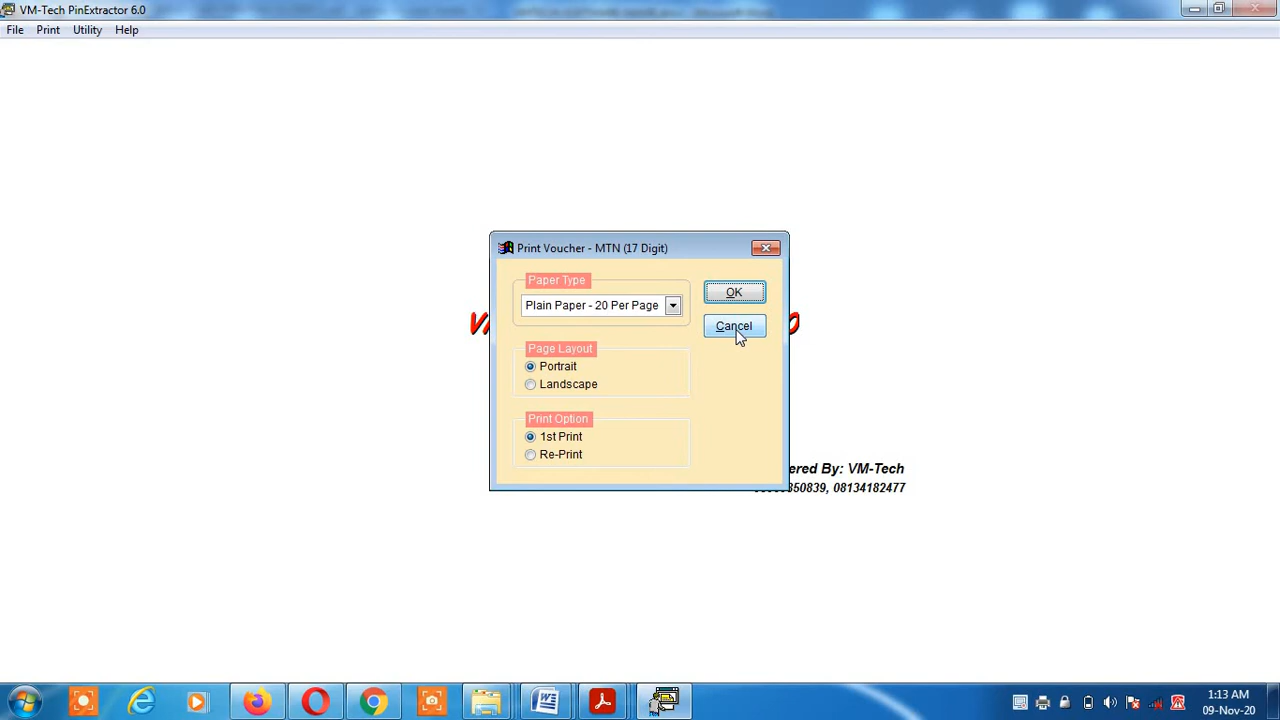 VM-Tech PinExtractor 6.0
File Print Utility Help
Print Voucher - MTN (17 Digit)
Paper Type
Plain Paper - 20 Per Page
OK
Cancel
Page Layout
Portrait
Landscape
Print Option
1st Print
Re-Print
By: VM-Tech
08134182477
1:13 AM
09-Nov-20